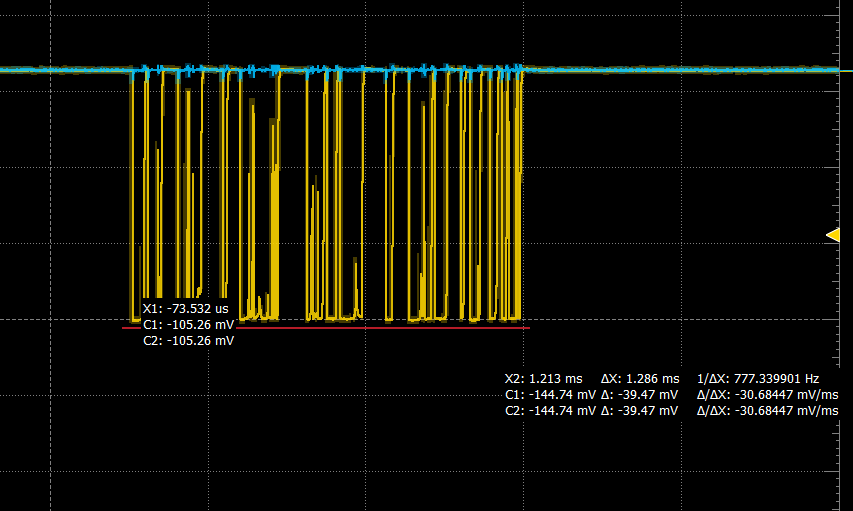 X1: -73.532 us
C1: -105.26 mV
C2: -105.26 mV
X2: 1.213 ms ΔX: 1.286 ms 1/ΔX: 777.339901 Hz
C1: -144.74 mV Δ: -39.47 mV Δ/ΔX: -30.68447 mV/ms
C2: -144.74 mV Δ: -39.47 mV Δ/ΔX: -30.68447 mV/ms